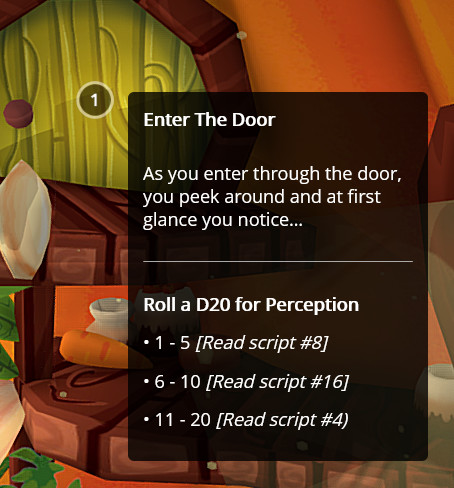 1
Enter The Door
As you enter through the door,
you peek around and at first
glance you notice...
Roll a D20 for Perception
• 1 - 5 [Read script #8]
• 6 - 10 [Read script #16]
• 11 - 20 [Read script #4)